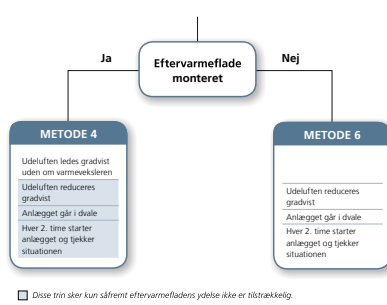 Ja
Eftervarmeflade
monteret
Nej
METODE 4
Udeluften ledes gradvist
uden om varmeveksleren
Udeluften reduceres
gradvist
Anlægget går i dvale
Hver 2. time starter
anlægget og tjekker
situationen
METODE 6
Udeluften reduceres
gradvist
Anlægget går i dvale
Hver 2. time starter
anlægget og tjekker
situationen
Disse trin sker kun såfremt eftervarmefladens ydelse ikke er tilstrækkelig.